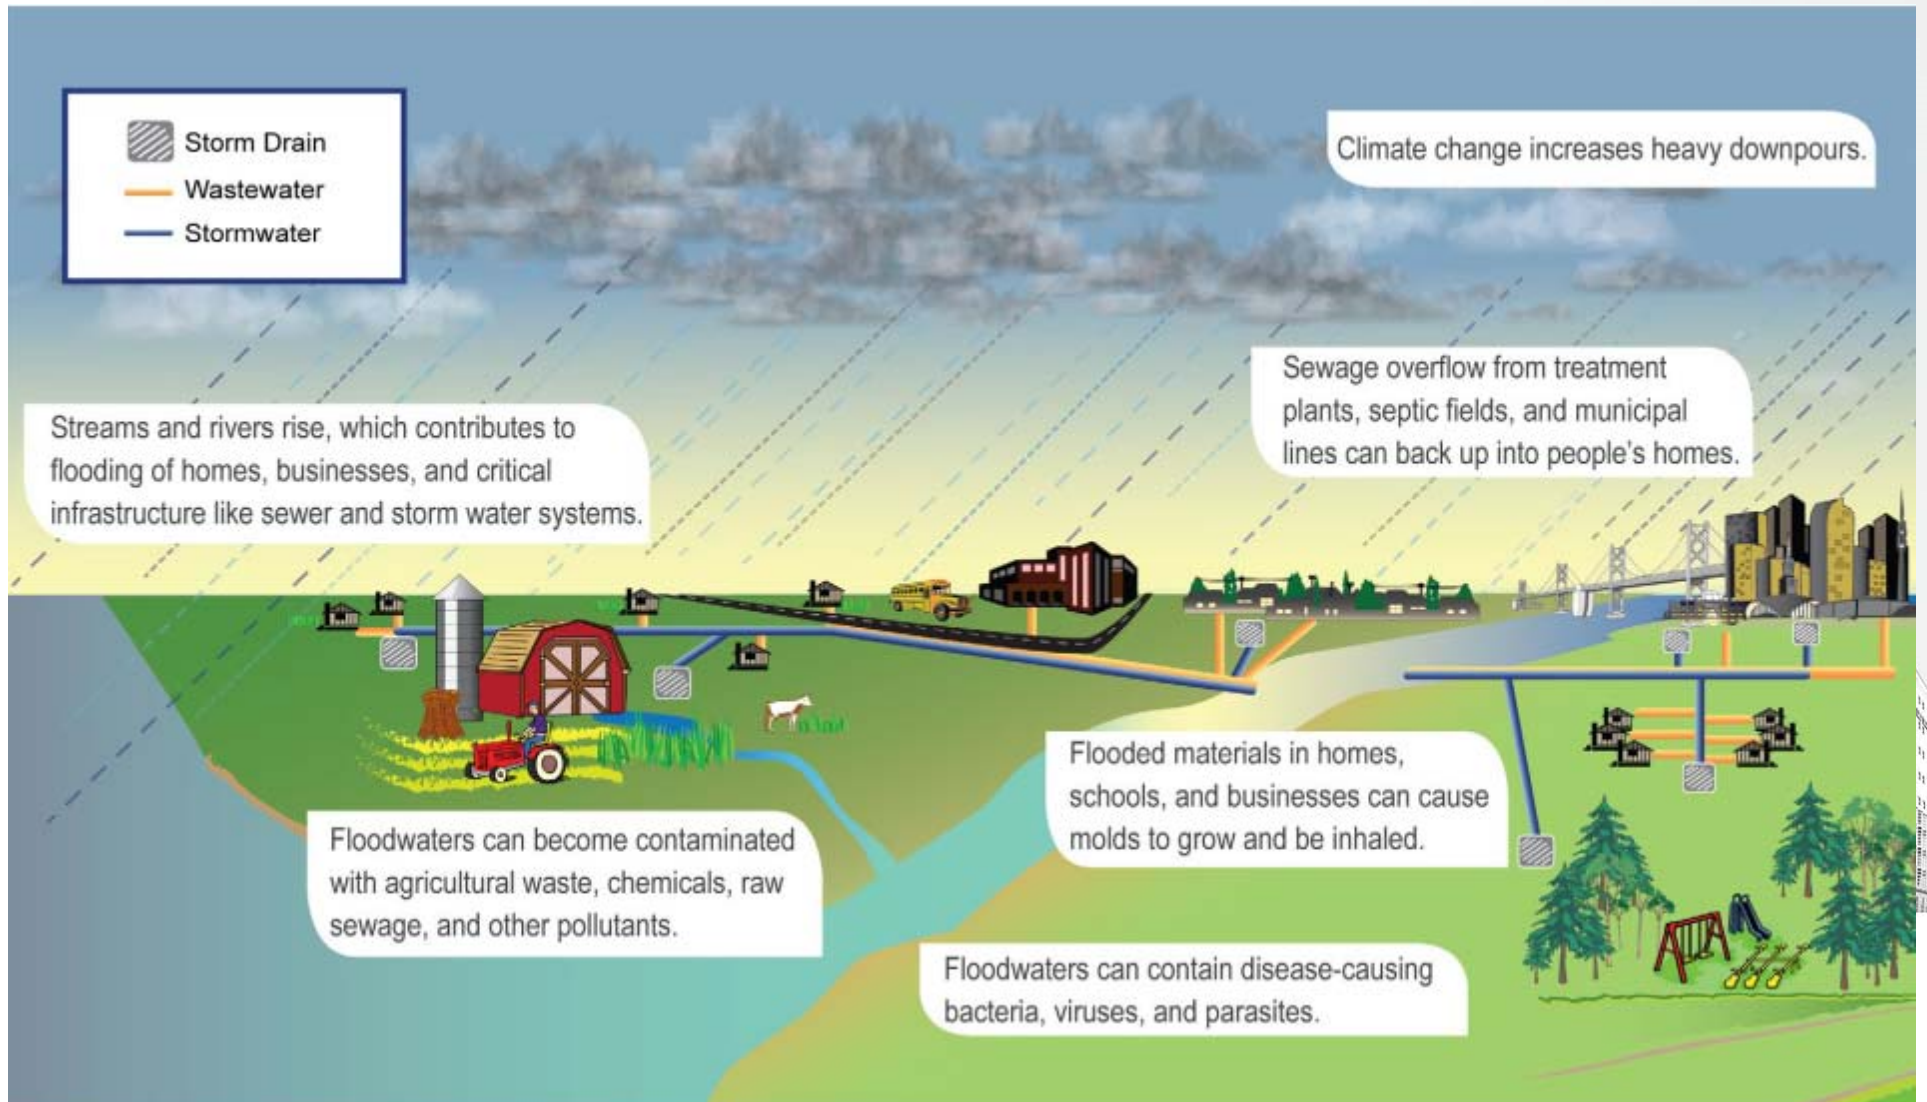 Storm Drain
Wastewater
Stormwater
Climate change increases heavy downpours.
Sewage overflow from treatment
plants, septic fields, and municipal
lines can back up into people's homes.
Streams and rivers rise, which contributes to
flooding of homes, businesses, and critical
infrastructure like sewer and storm water systems.
Flooded materials in homes,
schools, and businesses can cause
molds to grow and be inhaled.
Floodwaters can become contaminated
with agricultural waste, chemicals, raw
sewage, and other pollutants.
Floodwaters can contain disease-causing
bacteria, viruses, and parasites.